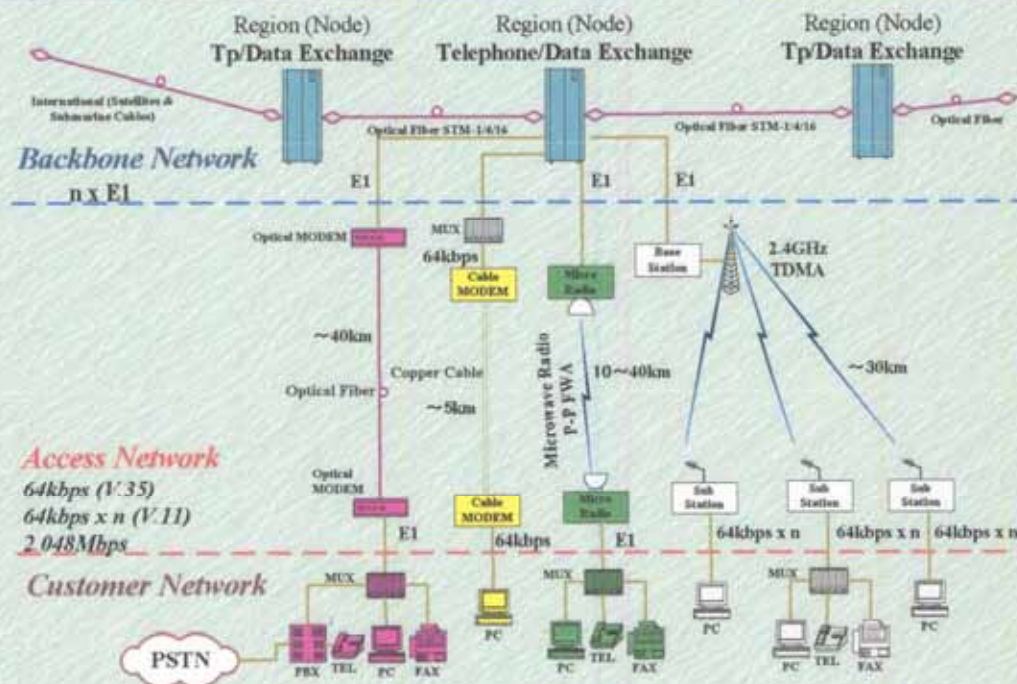 Region (Node)
Tp/Data Exchange
Region (Node)
Telephone/Data Exchange
Region (Node)
Tp/Data Exchange
International (Satellites &
Submarine Cables)
Optical Fiber STM-1/4/16
Optical Fiber STM-1/4/16
Optical Fiber
Backbone Network
n x E1
E1
E1
E1
Optical MODEM
MUX
64kbps
Cable
MODEM
Micro
Radio
Base
Station
2.4GHz
TDMA
~40km
Optical Fiber
Copper Cable
~5km
Microwave Radio
P-P FWA
10~40km
~30km
Access Network
64kbps (V.35)
64kbps x n (V.11)
2.048Mbps
Optical
MODEM
Cable
MODEM
Micro
Radio
Sub
Station
Sub
Station
Sub
Station
E1
64kbps
E1
64kbps x n
64kbps x n
64kbps x n
Customer Network
MUX
PC
MUX
PC
MUX
PC
PSTN
PBX
TEL
PC
FAX
PC
TEL
FAX
PC
TEL
FAX